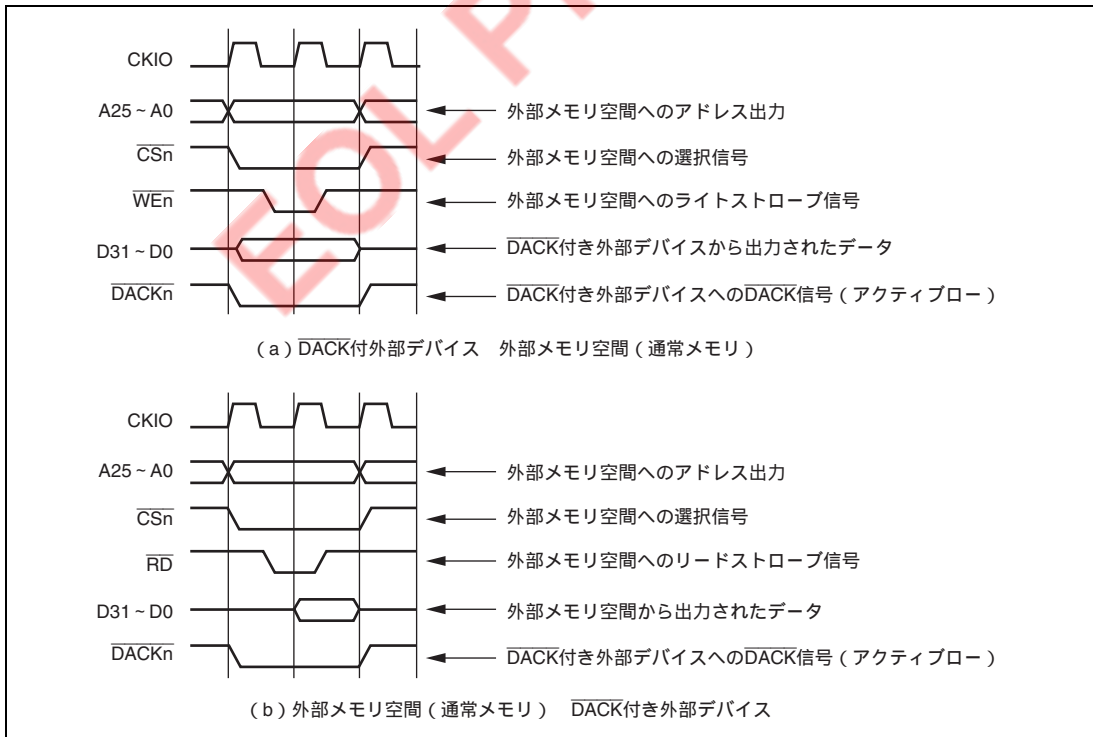 EOL P
CKIO
A25～A0 外部メモリ空間へのアドレス出力
CSn 外部メモリ空間への選択信号
WEn 外部メモリ空間へのライトストローブ信号
D31～D0 DACK付き外部デバイスから出力されたデータ
DACKn DACK付き外部デバイスへのDACK信号（アクティブロー）
（a）DACK付外部デバイス　外部メモリ空間（通常メモリ）
CKIO
A25～A0 外部メモリ空間へのアドレス出力
CSn 外部メモリ空間への選択信号
RD 外部メモリ空間へのリードストローブ信号
D31～D0 外部メモリ空間から出力されたデータ
DACKn DACK付き外部デバイスへのDACK信号（アクティブロー）
（b）外部メモリ空間（通常メモリ）　DACK付き外部デバイス